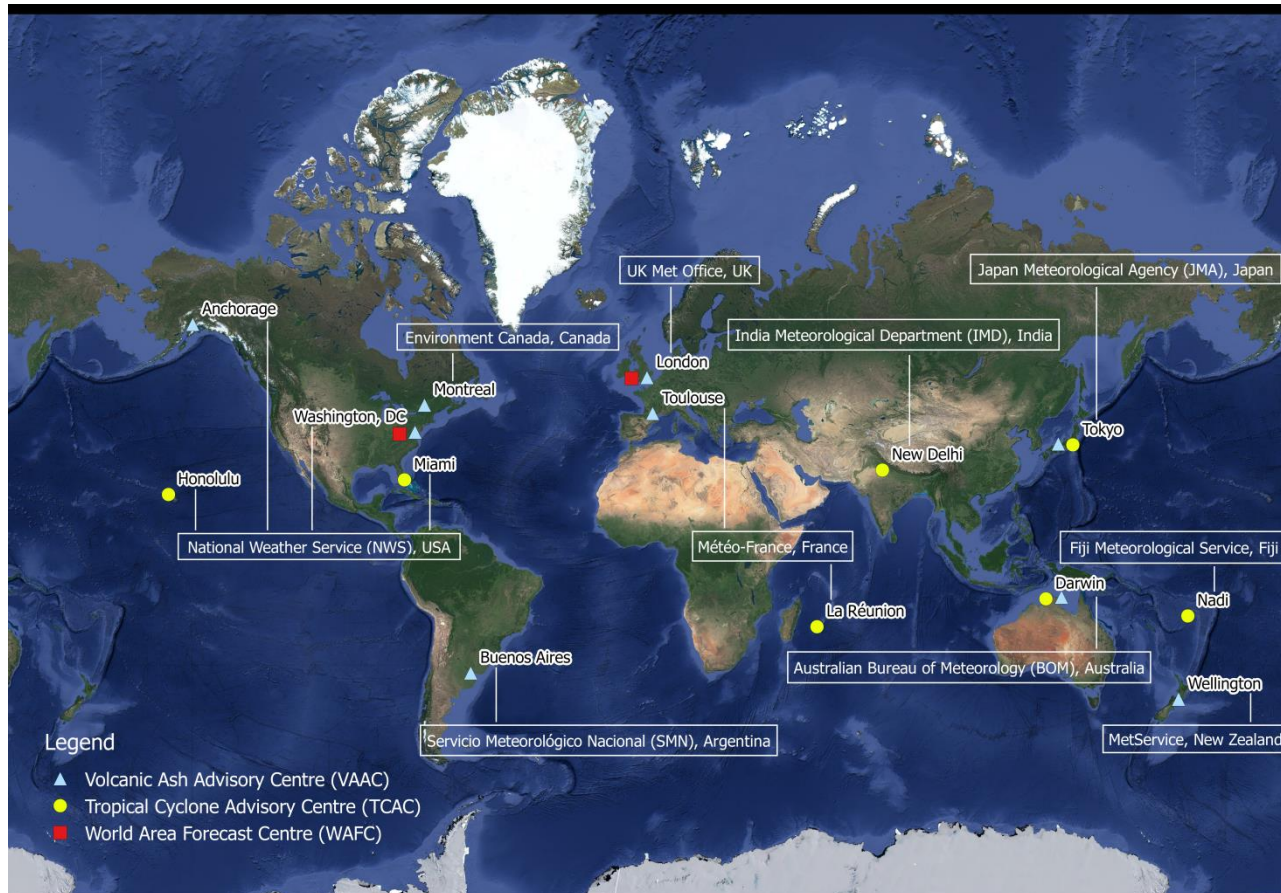 UK Met Office, UK
Japan Meteorological Agency (JMA), Japan
Anchorage
Environment Canada, Canada
India Meteorological Department (IMD), India
London
Montreal
Toulouse
Washington, DC
Tokyo
New Delhi
Miami
Honolulu
National Weather Service (NWS), USA
Météo-France, France
Fiji Meteorological Service, Fiji
Darwin
Nadi
La Réunion
Buenos Aires
Australian Bureau of Meteorology (BOM), Australia
Wellington
Servicio Meteorológico Nacional (SMN), Argentina
MetService, New Zealand
Legend
Volcanic Ash Advisory Centre (VAAC)
Tropical Cyclone Advisory Centre (TCAC)
World Area Forecast Centre (WAFC)